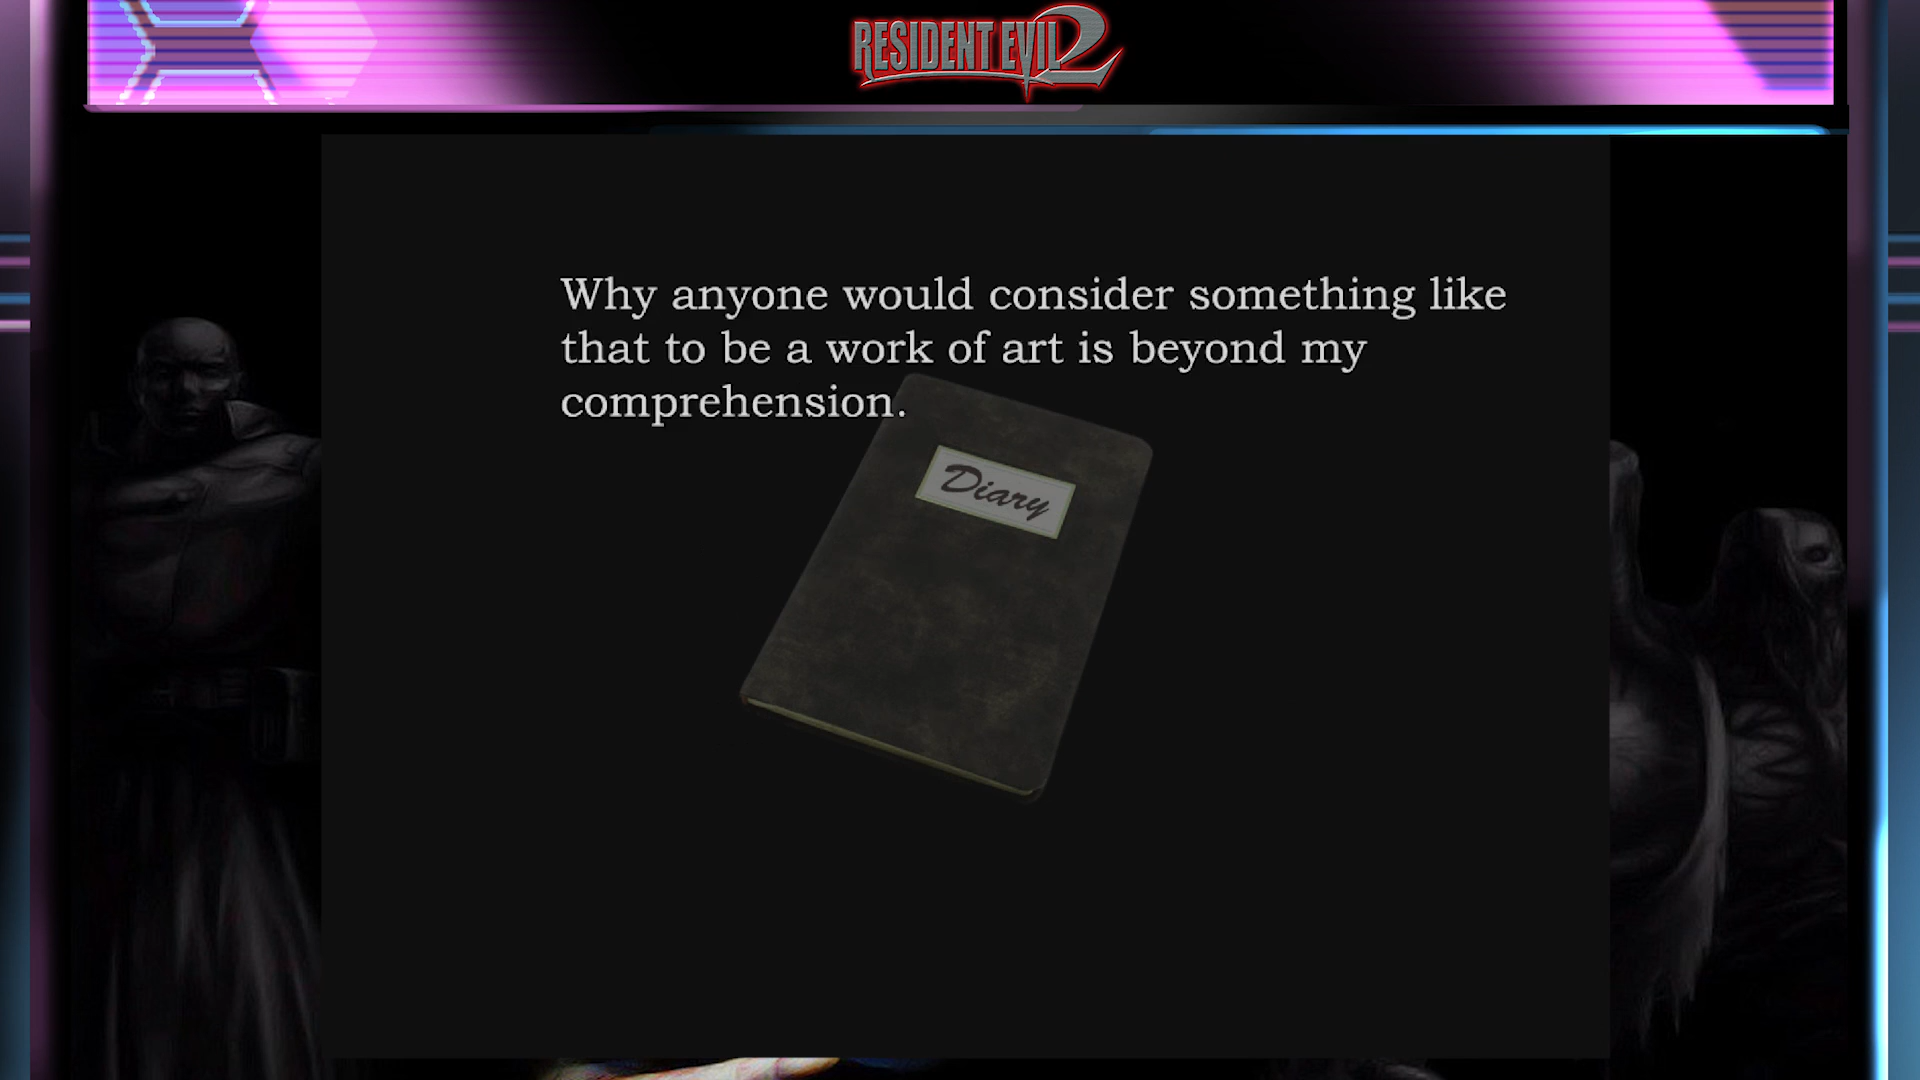 RESIDENT EVIL 2
Why anyone would consider something like
that to be a work of art is beyond my
comprehension.
Diary